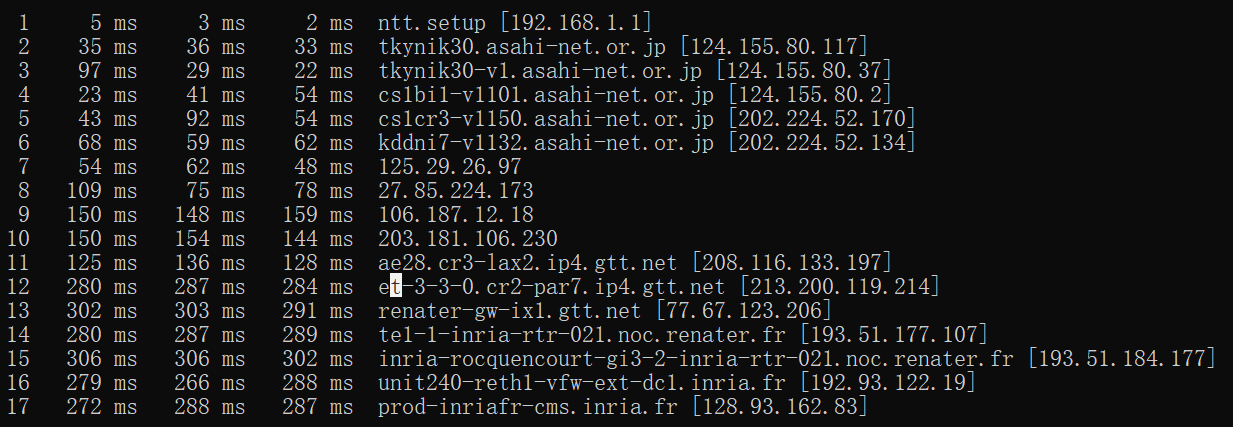 1 5 ms 3 ms 2 ms ntt.setup [192.168.1.1]
2 35 ms 36 ms 33 ms tkynik30.asahi-net.or.jp [124.155.80.117]
3 97 ms 29 ms 22 ms tkynik30-v1.asahi-net.or.jp [124.155.80.37]
4 23 ms 41 ms 54 ms cs1bi1-v1101.asahi-net.or.jp [124.155.80.2]
5 43 ms 92 ms 54 ms cs1cr3-v1150.asahi-net.or.jp [202.224.52.170]
6 68 ms 59 ms 62 ms kddni7-v1132.asahi-net.or.jp [202.224.52.134]
7 54 ms 62 ms 48 ms 125.29.26.97
8 109 ms 75 ms 78 ms 27.85.224.173
9 150 ms 148 ms 159 ms 106.187.12.18
10 150 ms 154 ms 144 ms 203.181.106.230
11 125 ms 136 ms 128 ms ae28.cr3-lax2.ip4.gtt.net [208.116.133.197]
12 280 ms 287 ms 284 ms et-3-3-0.cr2-par7.ip4.gtt.net [213.200.119.214]
13 302 ms 303 ms 291 ms renater-gw-ix1.gtt.net [77.67.123.206]
14 280 ms 287 ms 289 ms te1-1-inria-rtr-021.noc.renater.fr [193.51.177.107]
15 306 ms 306 ms 302 ms inria-rocquencourt-gi3-2-inria-rtr-021.noc.renater.fr [193.51.184.177]
16 279 ms 266 ms 288 ms unit240-reth1-vfw-ext-dc1.inria.fr [192.93.122.19]
17 272 ms 288 ms 287 ms prod-inriafr-cms.inria.fr [128.93.162.83]